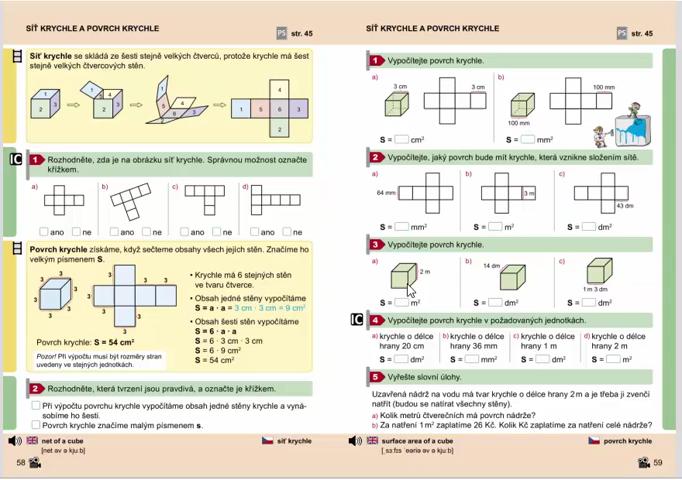 SÍŤ KRYCHLE A POVRCH KRYCHLE
PS str. 45
Síť krychle se skládá ze šesti stejně velkých čtverců, protože krychle má šest
stejně velkých čtvercových stěn.
1 Rozhodněte, zda je na obrázku síť krychle. Správnou možnost označte
křížkem.
a) b) c) d)
ano ne ano ne ano ne ano ne
Povrch krychle získáme, když sečteme obsahy všech jejích stěn. Značíme ho
velkým písmenem S.
• Krychle má 6 stejných stěn
ve tvaru čtverce.
• Obsah jedné stěny vypočítáme
S = a · a = 3 cm · 3 cm = 9 cm²
• Obsah šesti stěn vypočítáme
S = 6 · a · a
S = 6 · 3 cm · 3 cm
S = 6 · 9 cm²
S = 54 cm²
Povrch krychle: S = 54 cm²
Pozor! Při výpočtu musí být rozměry stran
uvedeny ve stejných jednotkách.
2 Rozhodněte, která tvrzení jsou pravdivá, a označte je křížkem.
Při výpočtu povrchu krychle vypočítáme obsah jedné stěny krychle a vyná-
sobíme ho šesti.
Povrch krychle značíme malým písmenem s.
net of a cube
[net əv ə kjuːb]
síť krychle
58
SÍŤ KRYCHLE A POVRCH KRYCHLE
PS str. 45
1 Vypočítejte povrch krychle.
a) 3 cm 3 cm b) 100 mm 100 mm
S = cm² S = mm²
2 Vypočítejte, jaký povrch bude mít krychle, která vznikne složením sítě.
a) 64 mm b) 3 m c) 43 dm
S = mm² S = m² S = dm²
3 Vypočítejte povrch krychle.
a) 2 m b) 14 dm c) 1 m 3 dm
S = m² S = dm² S = dm²
4 Vypočítejte povrch krychle v požadovaných jednotkách.
a) krychle o délce b) krychle o délce c) krychle o délce d) krychle o délce
hrany 20 cm hrany 36 mm hrany 1 m hrany 2 m
S = dm² S = mm² S = dm² S = m²
5 Vyřešte slovní úlohy.
Uzavřená nádrž na vodu má tvar krychle o délce hrany 2 m a je třeba ji zvenčí
natřít (budou se natírat všechny stěny).
a) Kolik metrů čtverečních má povrch nádrže?
b) Za natření 1 m² zaplatíme 26 Kč. Kolik Kč zaplatíme za natření celé nádrže?
surface area of a cube
povrch krychle
59